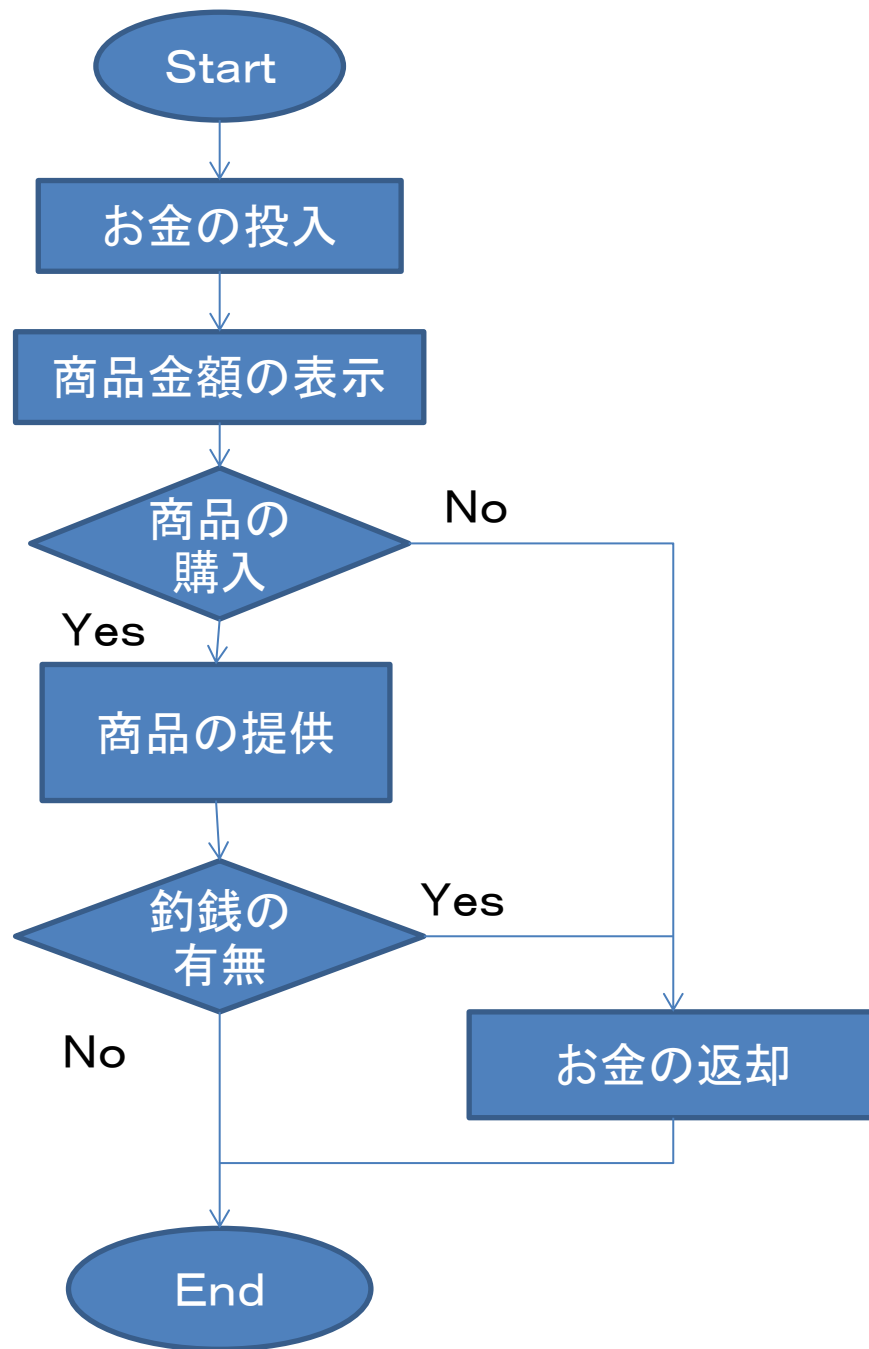 Start
お金の投入
商品金額の表示
商品の
購入
No
Yes
商品の提供
釣銭の
有無
Yes
No
お金の返却
End